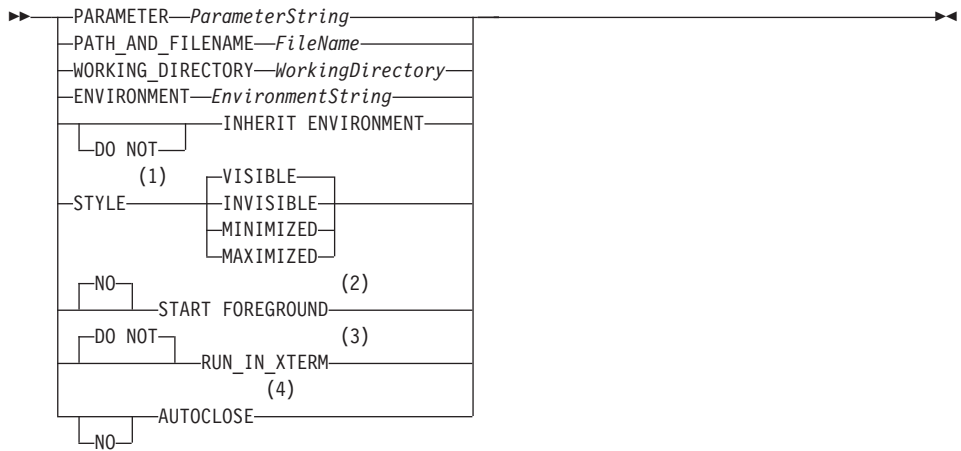 PARAMETER ParameterString
PATH_AND_FILENAME FileName
WORKING_DIRECTORY WorkingDirectory
ENVIRONMENT EnvironmentString
INHERIT ENVIRONMENT
DO NOT
(1)
VISIBLE
STYLE INVISIBLE
MINIMIZED
MAXIMIZED
(2)
NO
START FOREGROUND
(3)
DO NOT
RUN_IN_XTERM
(4)
AUTOCLOSE
NO